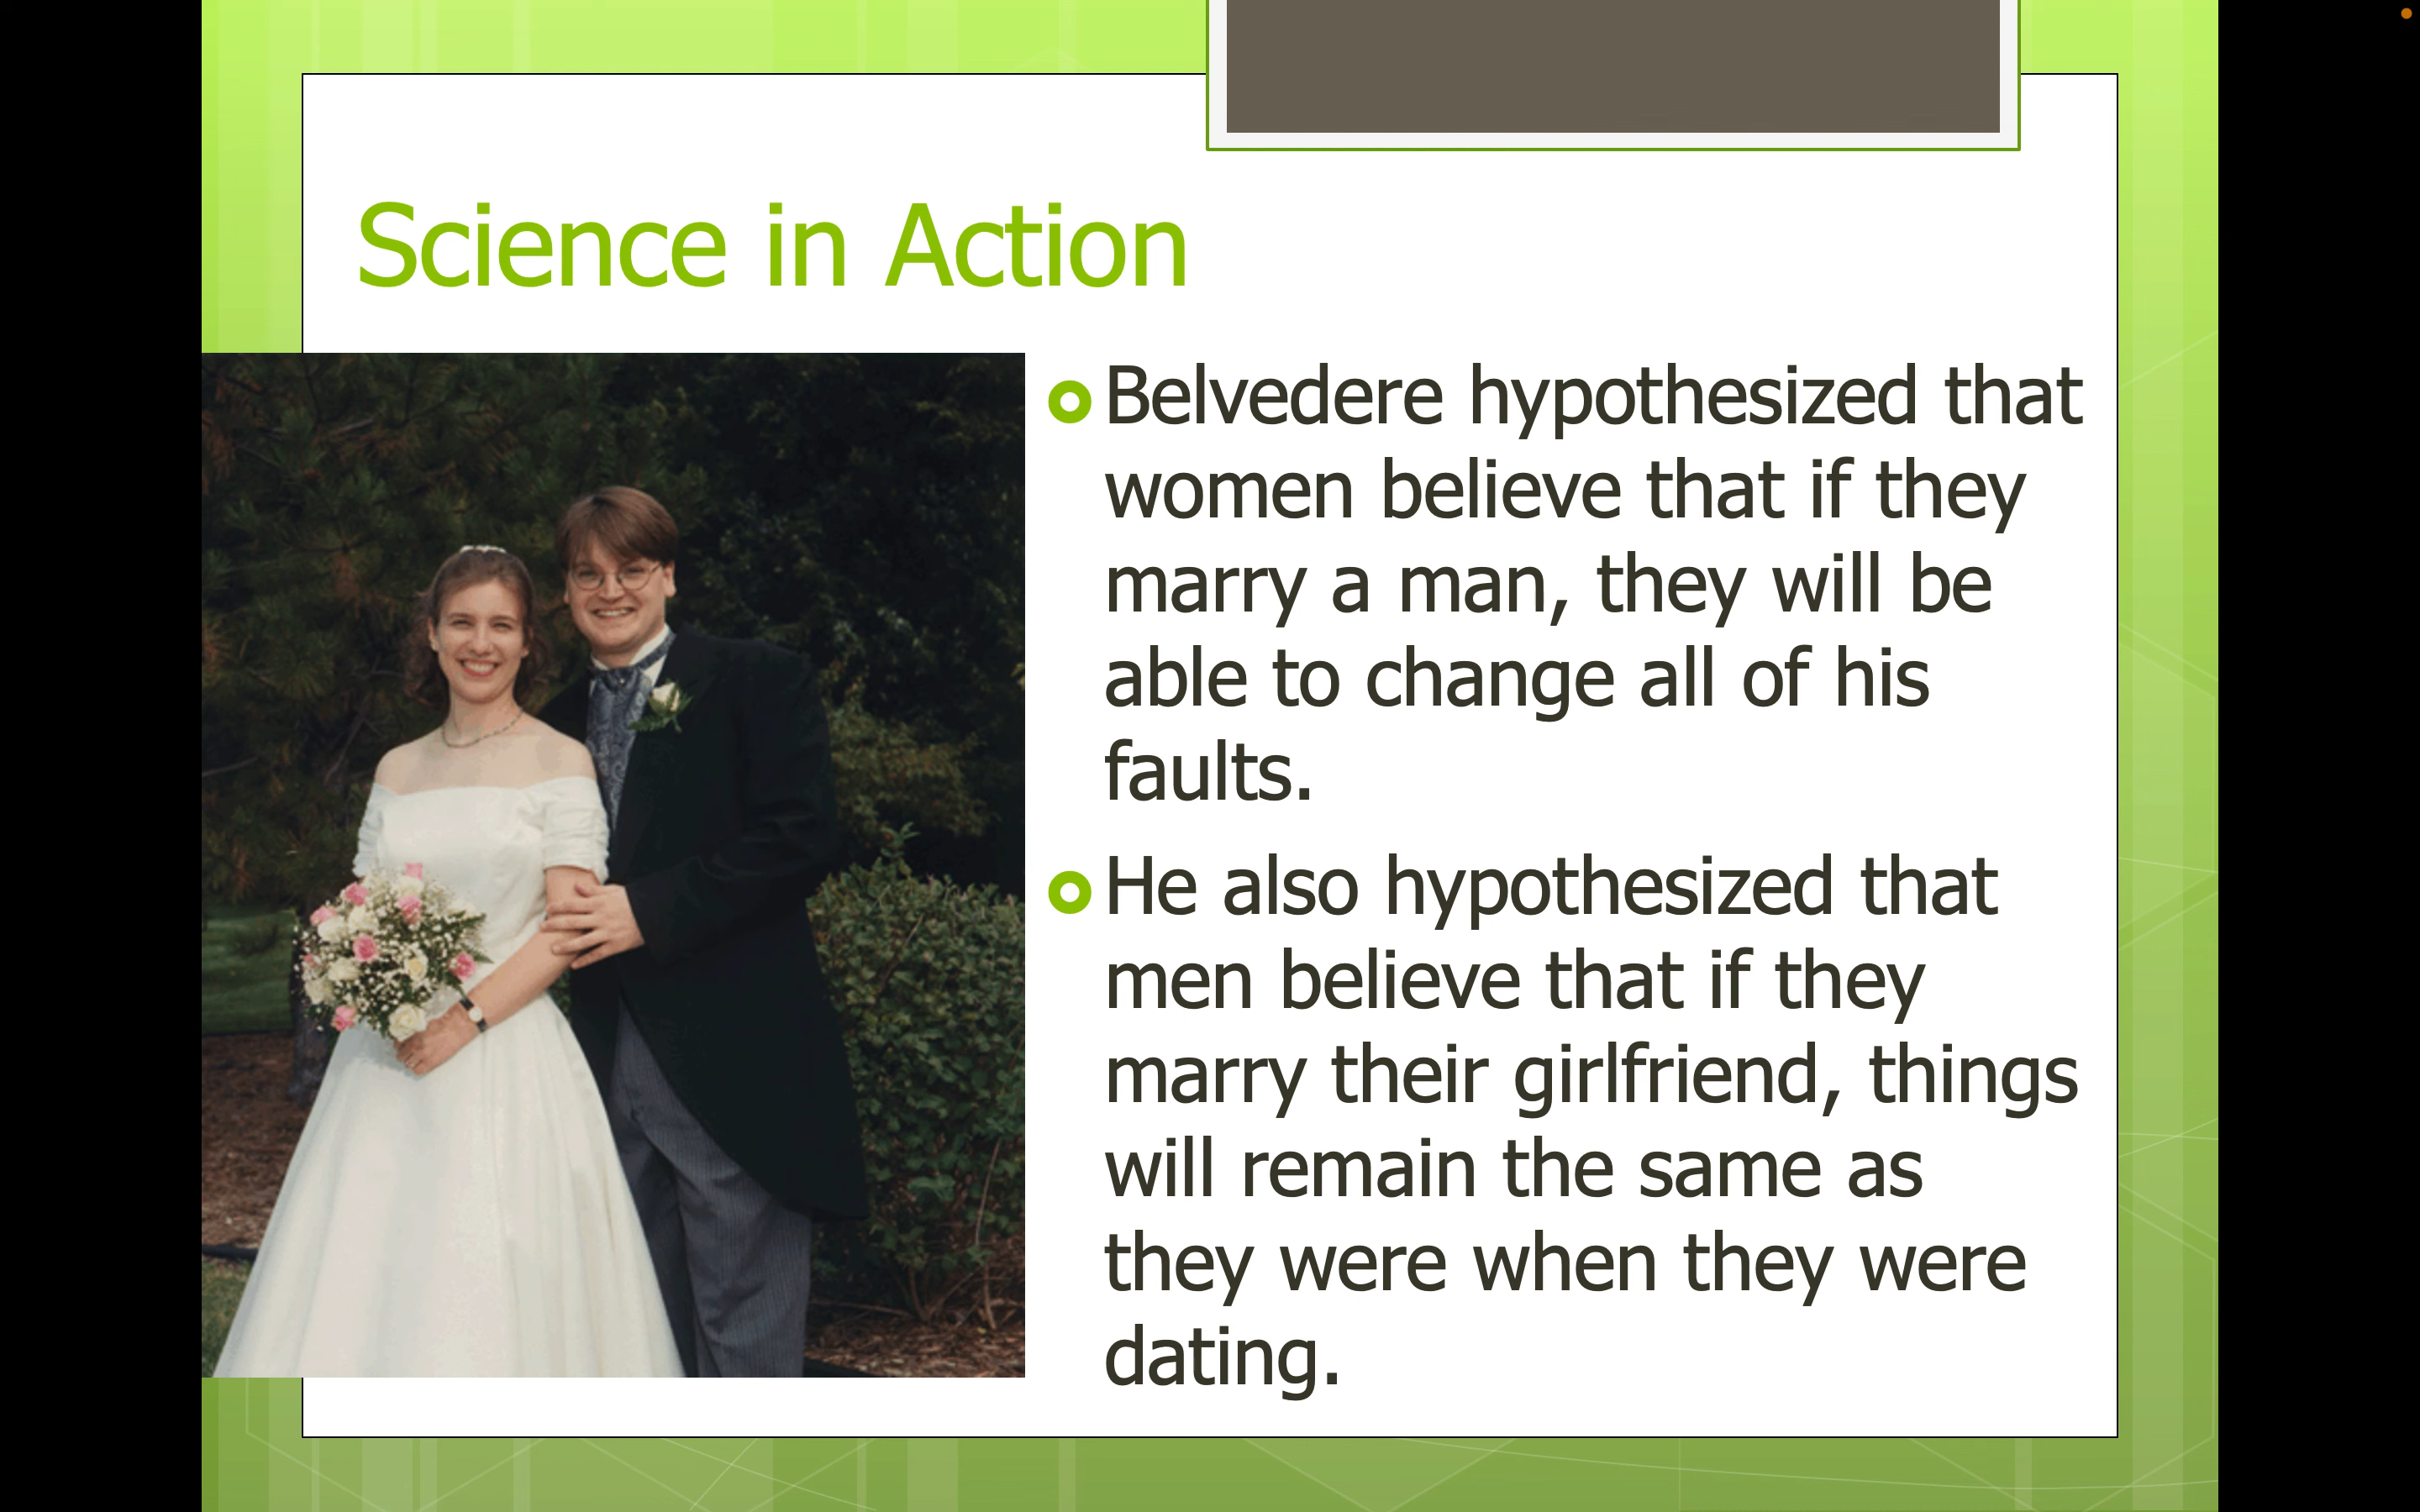 Science in Action
Belvedere hypothesized that
women believe that if they
marry a man, they will be
able to change all of his
faults.
He also hypothesized that
men believe that if they
marry their girlfriend, things
will remain the same as
they were when they were
dating.